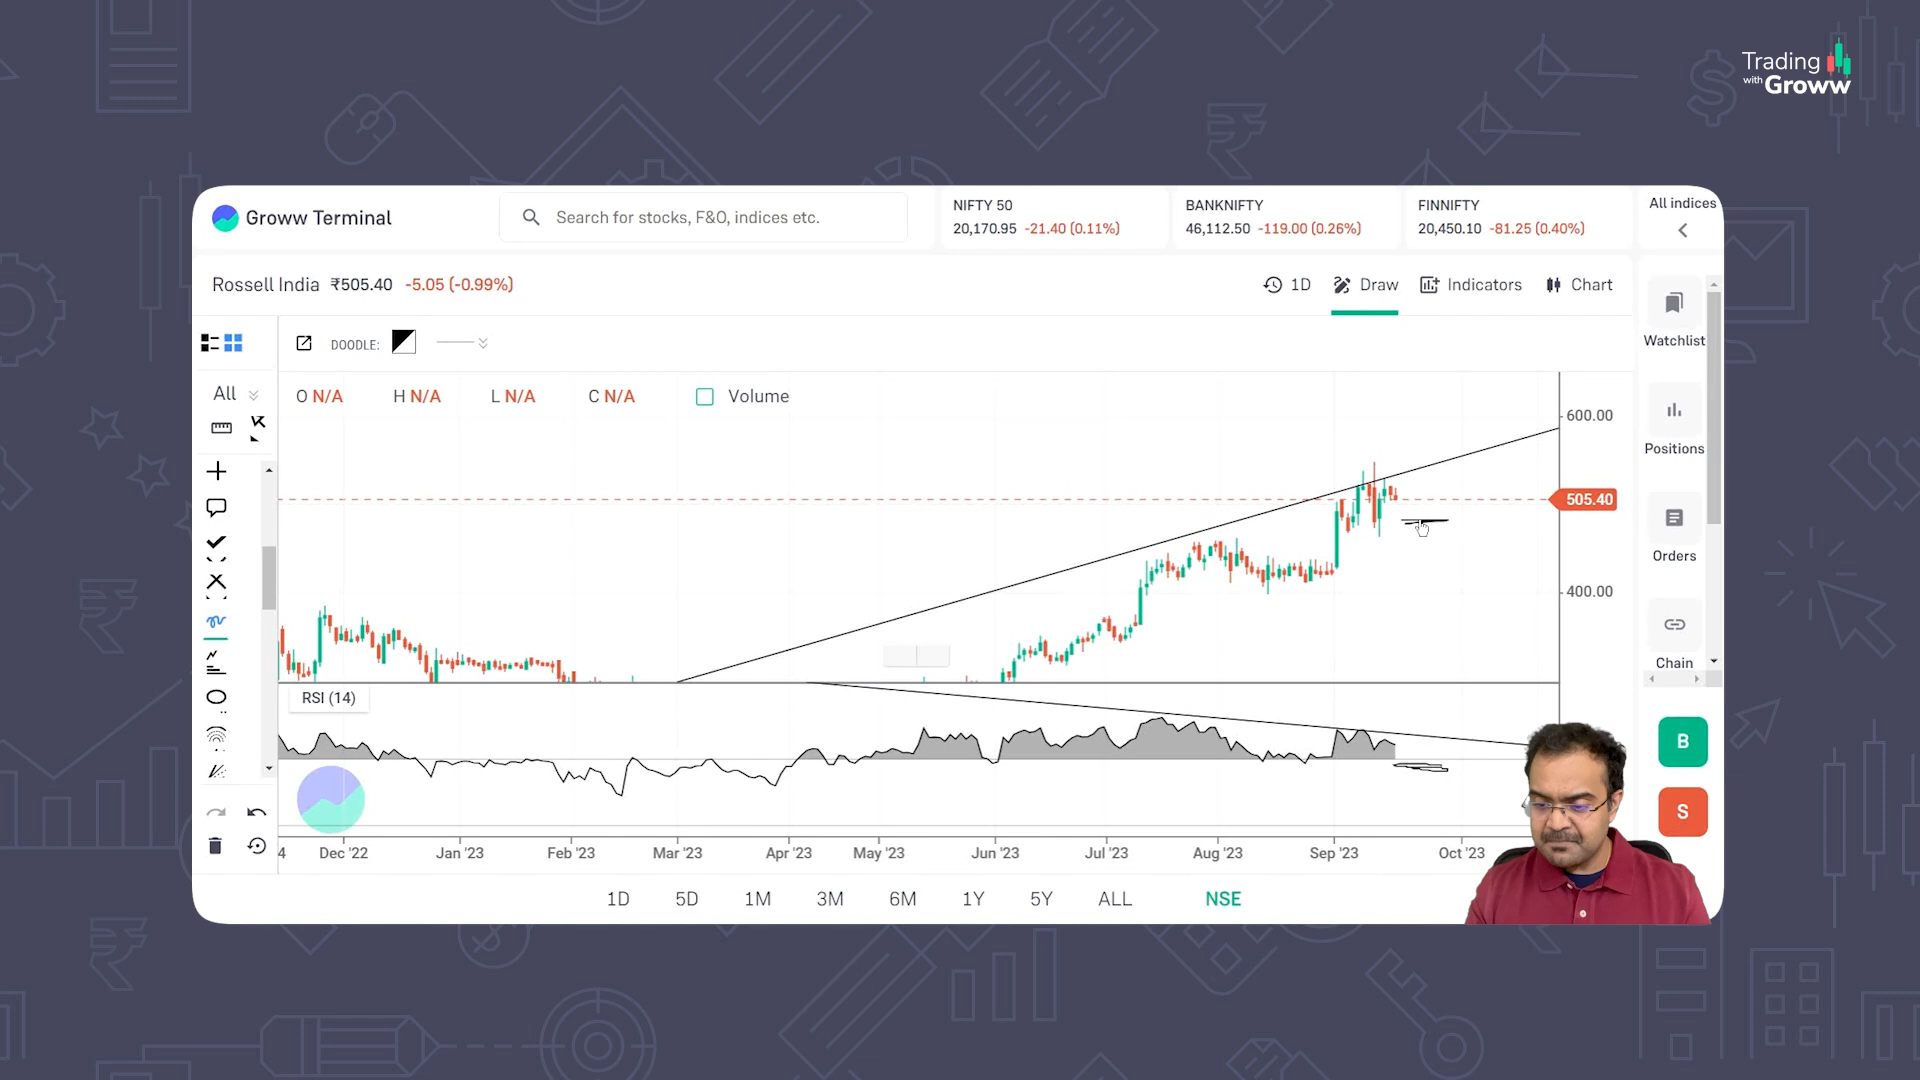 Trading
with Groww
Groww Terminal
Search for stocks, F&O, indices etc.
NIFTY 50
20,170.95 -21.40 (0.11%)
BANKNIFTY
46,112.50 -119.00 (0.26%)
FINNIFTY
20,450.10 -81.25 (0.40%)
All indices
Rossell India ₹505.40 -5.05 (-0.99%)
1D
Draw
Indicators
Chart
Watchlist
DOODLE:
All
O N/A H N/A L N/A C N/A Volume
600.00
505.40
400.00
Positions
Orders
Chain
RSI (14)
B
S
4 Dec '22 Jan '23 Feb '23 Mar '23 Apr '23 May '23 Jun '23 Jul '23 Aug '23 Sep '23 Oct '23
1D 5D 1M 3M 6M 1Y 5Y ALL NSE